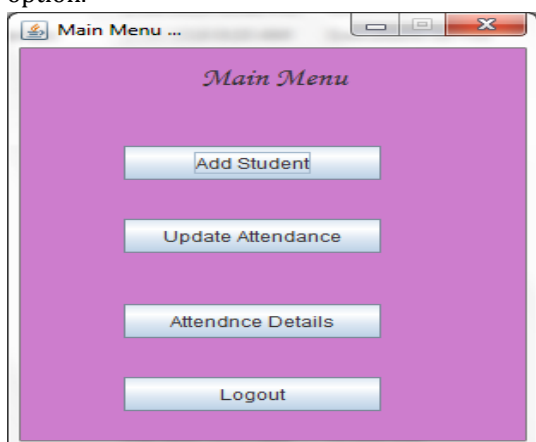 option.
Main Menu ...
Main Menu
Add Student
Update Attendance
Attendnce Details
Logout